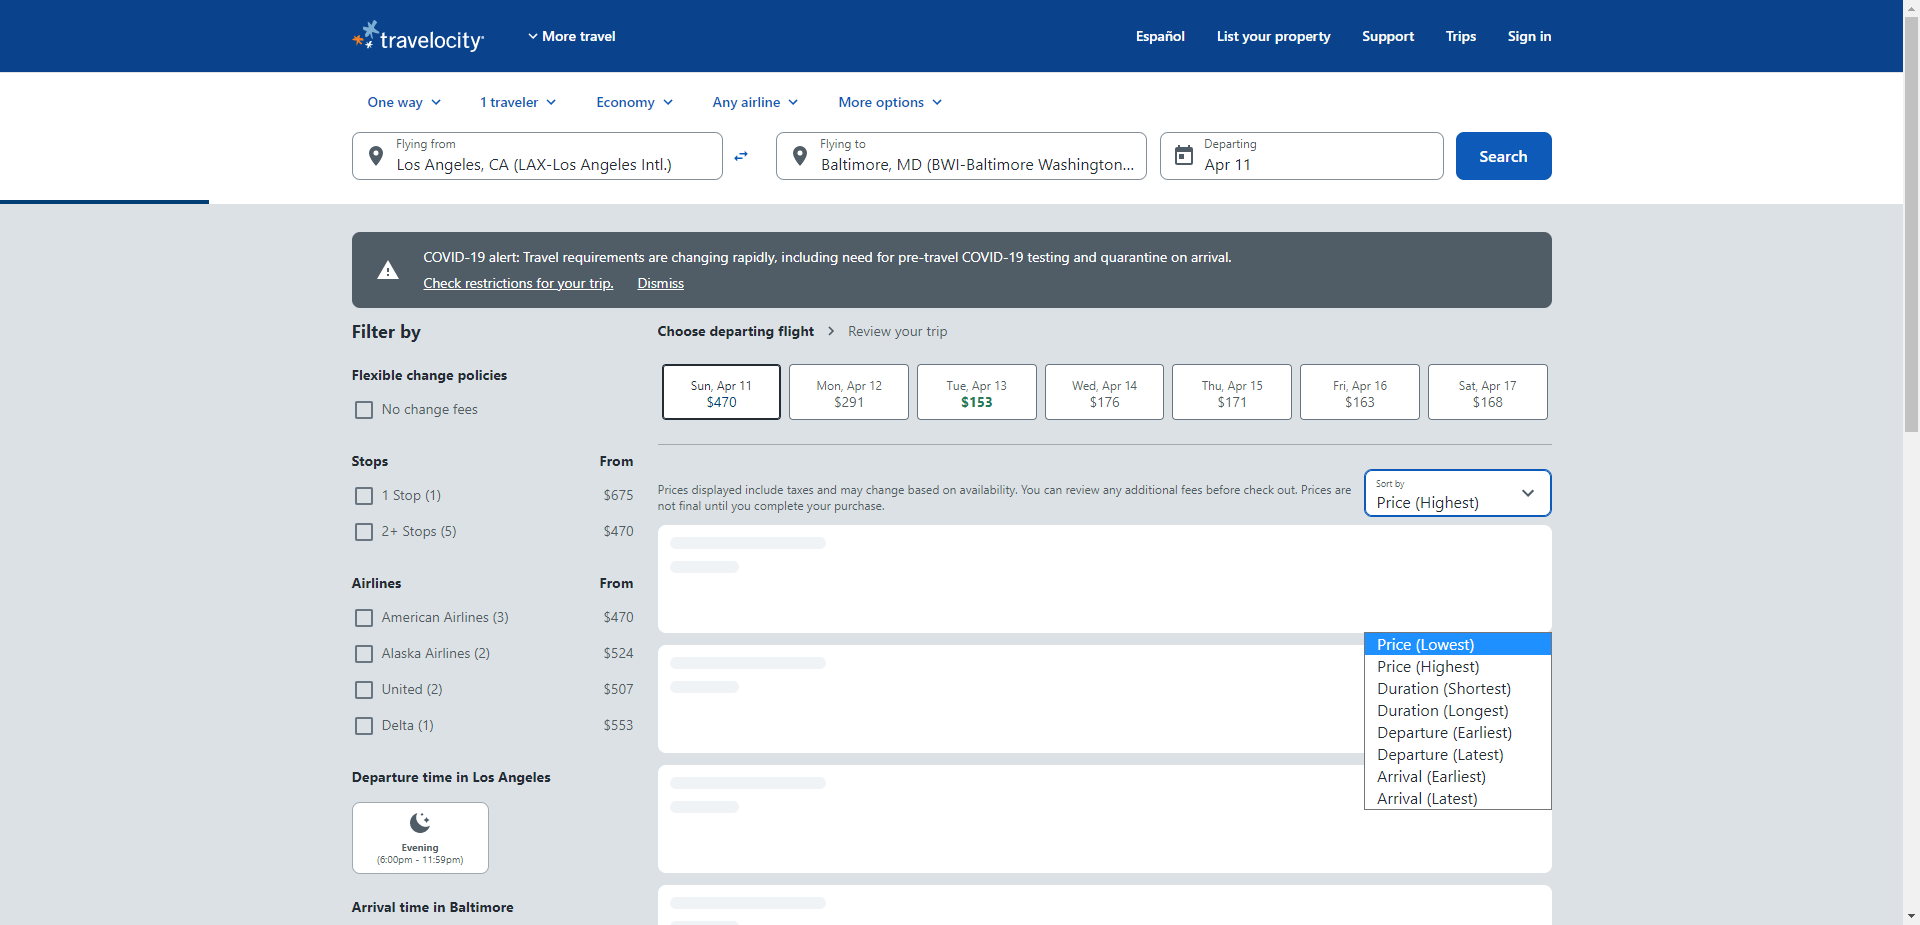 travelocity
More travel
Español
List your property
Support
Trips
Sign in
One way
1 traveler
Economy
Any airline
More options
Flying from
Los Angeles, CA (LAX-Los Angeles Intl.)
Flying to
Baltimore, MD (BWI-Baltimore Washington...
Departing
Apr 11
Search
COVID-19 alert: Travel requirements are changing rapidly, including need for pre-travel COVID-19 testing and quarantine on arrival.
Check restrictions for your trip.
Dismiss
Filter by
Flexible change policies
No change fees
Stops From
1 Stop (1) $675
2+ Stops (5) $470
Airlines From
American Airlines (3) $470
Alaska Airlines (2) $524
United (2) $507
Delta (1) $553
Departure time in Los Angeles
Evening
(6:00pm - 11:59pm)
Arrival time in Baltimore
Choose departing flight
Review your trip
Sun, Apr 11
$470
Mon, Apr 12
$291
Tue, Apr 13
$153
Wed, Apr 14
$176
Thu, Apr 15
$171
Fri, Apr 16
$163
Sat, Apr 17
$168
Prices displayed include taxes and may change based on availability. You can review any additional fees before check out. Prices are
not final until you complete your purchase.
Sort by
Price (Highest)
Price (Lowest)
Price (Highest)
Duration (Shortest)
Duration (Longest)
Departure (Earliest)
Departure (Latest)
Arrival (Earliest)
Arrival (Latest)